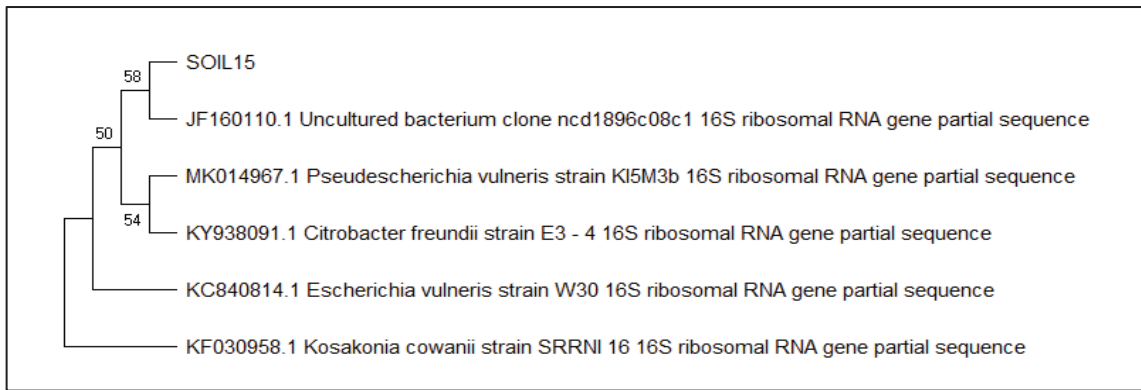 SOIL15
58
JF160110.1 Uncultured bacterium clone ncd1896c08c1 16S ribosomal RNA gene partial sequence
50
MK014967.1 Pseudescherichia vulneris strain KI5M3b 16S ribosomal RNA gene partial sequence
54
KY938091.1 Citrobacter freundii strain E3 - 4 16S ribosomal RNA gene partial sequence
KC840814.1 Escherichia vulneris strain W30 16S ribosomal RNA gene partial sequence
KF030958.1 Kosakonia cowanii strain SRRNI 16 16S ribosomal RNA gene partial sequence